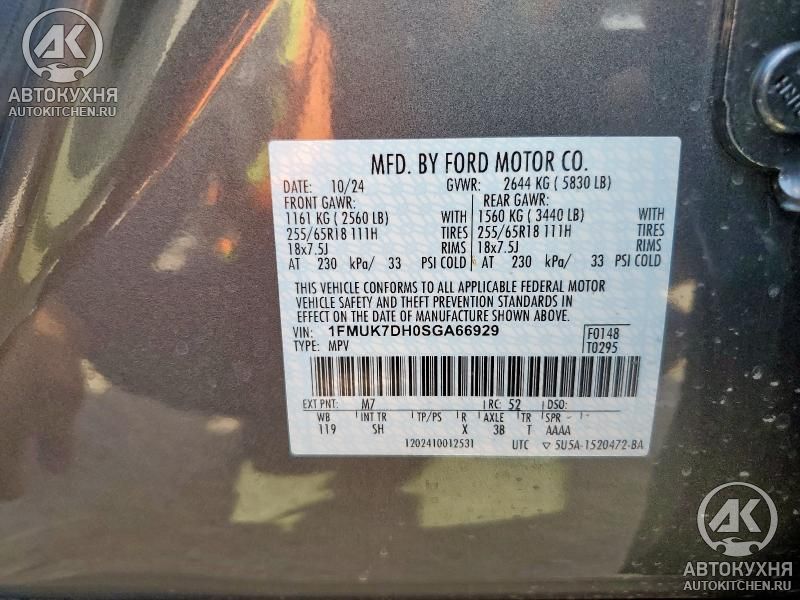 AK
АВТОКУХНЯ
AUTOKITCHEN.RU
MFD. BY FORD MOTOR CO.
DATE: 10/24 GVWR: 2644 KG ( 5830 LB)
FRONT GAWR: REAR GAWR:
1161 KG ( 2560 LB) WITH 1560 KG ( 3440 LB) WITH
255/65R18 111H TIRES 255/65R18 111H TIRES
18x7.5J RIMS 18x7.5J RIMS
AT 230 kPa/ 33 PSI COLD AT 230 kPa/ 33 PSI COLD
THIS VEHICLE CONFORMS TO ALL APPLICABLE FEDERAL MOTOR
VEHICLE SAFETY AND THEFT PREVENTION STANDARDS IN
EFFECT ON THE DATE OF MANUFACTURE SHOWN ABOVE.
VIN: 1FMUK7DH0SGA66929 F0148
TYPE: MPV T0295
EXT PNT: M7 RC: 52 DSO:
WB INT TR TP/PS R AXLE TR SPR
119 5H X 3B T AAAA
1202410012531 UTC ▽ 5U5A-1520472-BA
AK
АВТОКУХНЯ
AUTOKITCHEN.RU